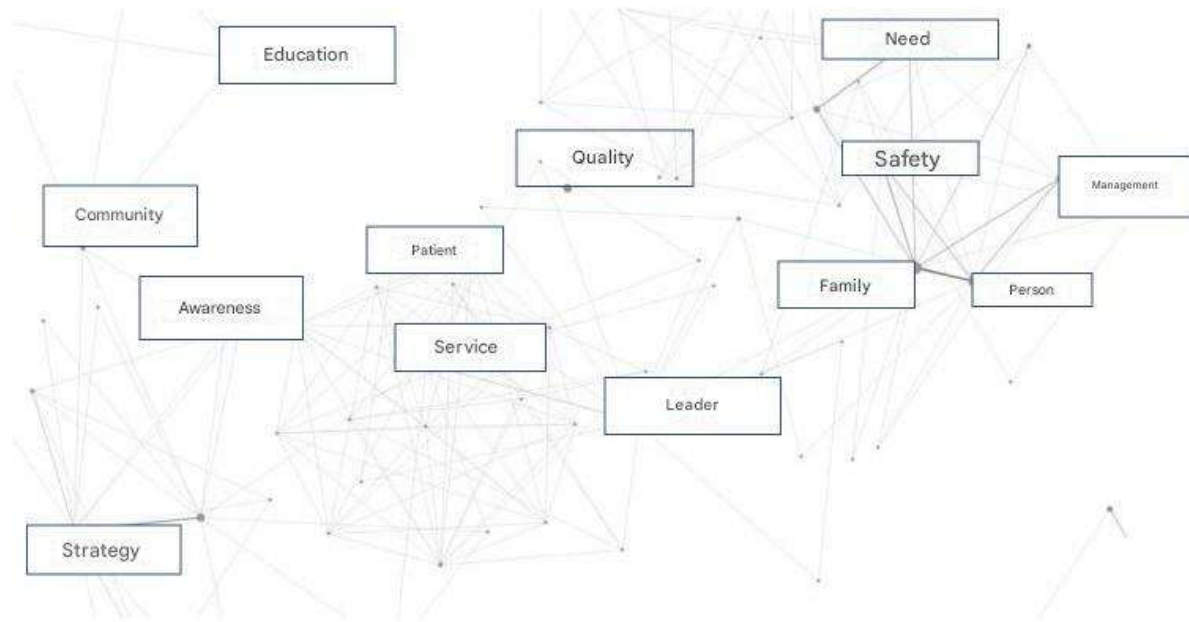 Education
Need
Quality
Safety
Management
Community
Patient
Family
Person
Awareness
Service
Leader
Strategy